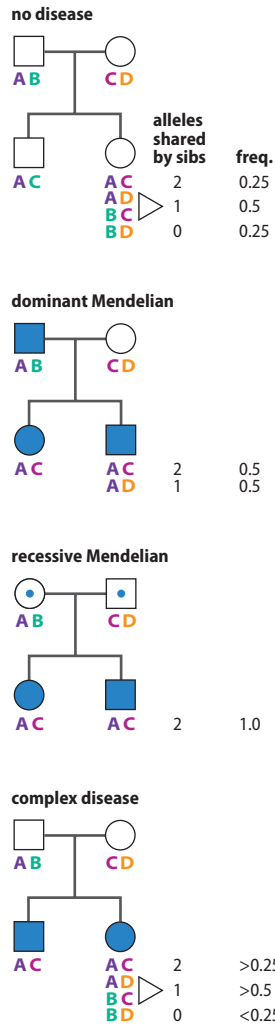 no disease
A B
C D
alleles
shared
by sibs freq.
A C
A C 2 0.25
A D
B C 1 0.5
B D 0 0.25
dominant Mendelian
A B C D
A C A C 2 0.5
A D 1 0.5
recessive Mendelian
A B C D
A C A C 2 1.0
complex disease
A B C D
A C A C 2 >0.25
A D
B C 1 >0.5
B D 0 <0.25